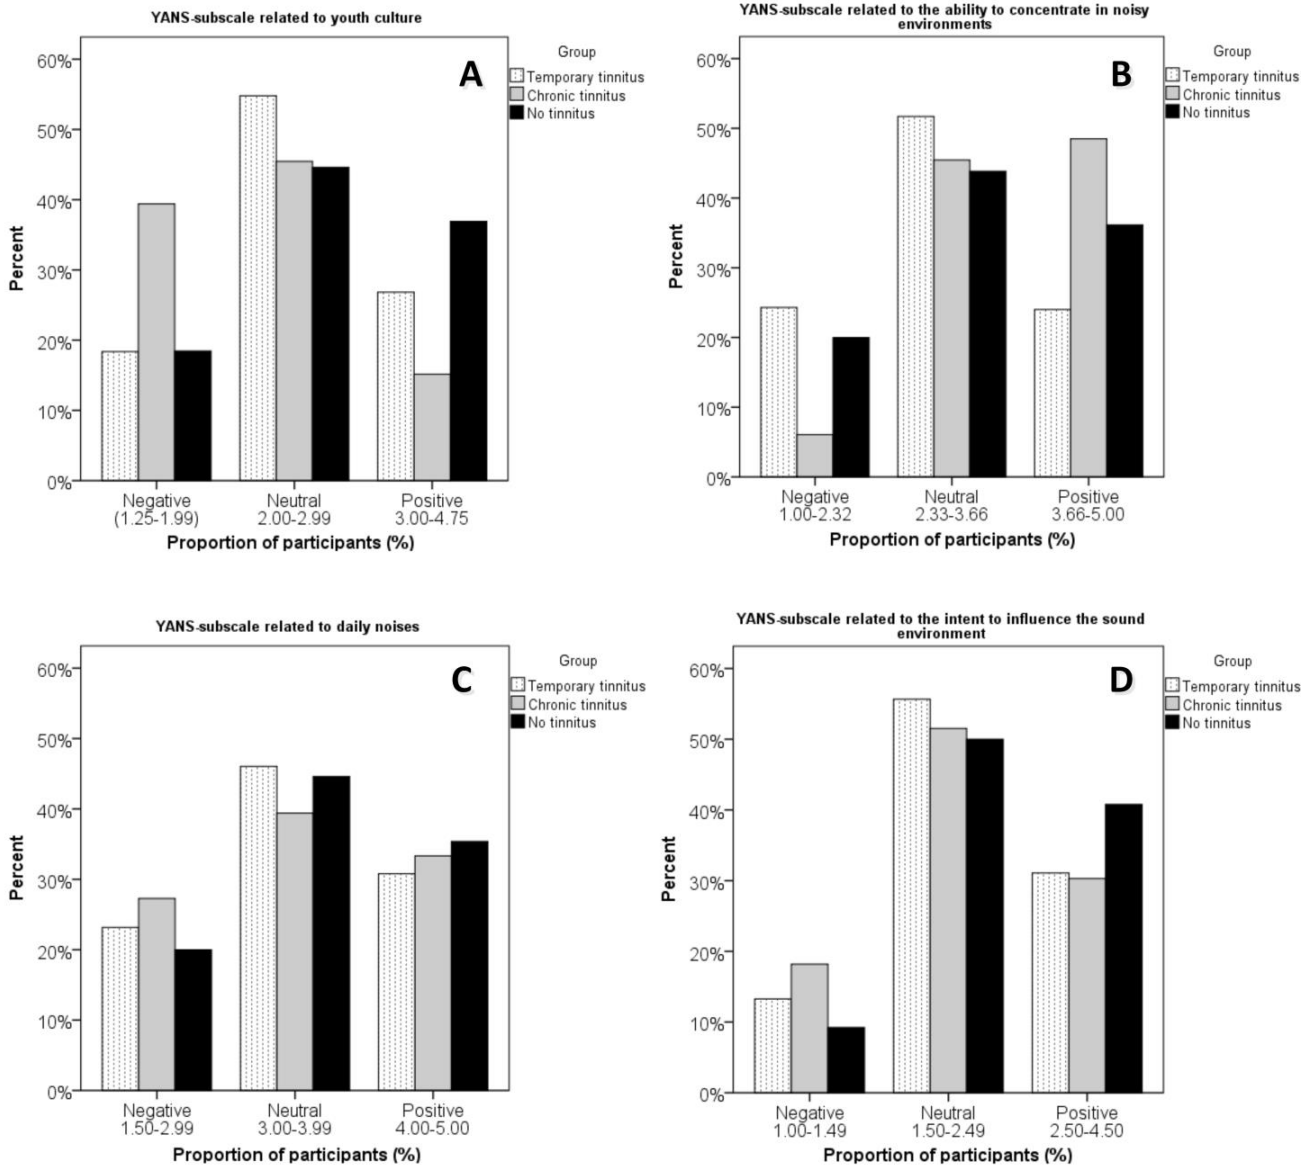 YANS-subscale related to youth culture
Group
Temporary tinnitus
Chronic tinnitus
No tinnitus
A
60%
50%
40%
30%
20%
10%
0%
Percent
Negative Neutral Positive
(1.25-1.99) 2.00-2.99 3.00-4.75
Proportion of participants (%)
YANS-subscale related to the ability to concentrate in noisy
environments
Group
Temporary tinnitus
Chronic tinnitus
No tinnitus
B
60%
50%
40%
30%
20%
10%
0%
Percent
Negative Neutral Positive
1.00-2.32 2.33-3.66 3.66-5.00
Proportion of participants (%)
YANS-subscale related to daily noises
Group
Temporary tinnitus
Chronic tinnitus
No tinnitus
C
60%
50%
40%
30%
20%
10%
0%
Percent
Negative Neutral Positive
1.50-2.99 3.00-3.99 4.00-5.00
Proportion of participants (%)
YANS-subscale related to the intent to influence the sound
environment
Group
Temporary tinnitus
Chronic tinnitus
No tinnitus
D
60%
50%
40%
30%
20%
10%
0%
Percent
Negative Neutral Positive
1.00-1.49 1.50-2.49 2.50-4.50
Proportion of participants (%)